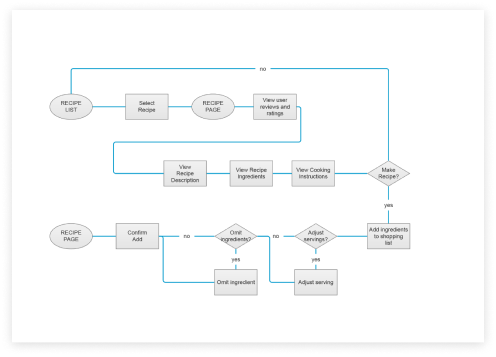 no
RECIPE
LIST
Select
Recipe
RECIPE
PAGE
View user
reviews and
ratings
View
Recipe
Description
View Recipe
Ingredients
View Cooking
Instructions
Make
Recipe?
yes
RECIPE
PAGE
Confirm
Add
no
Omit
ingredients?
no
Adjust
servings?
Add ingredients
to shopping
list
yes
yes
Omit ingredient
Adjust serving